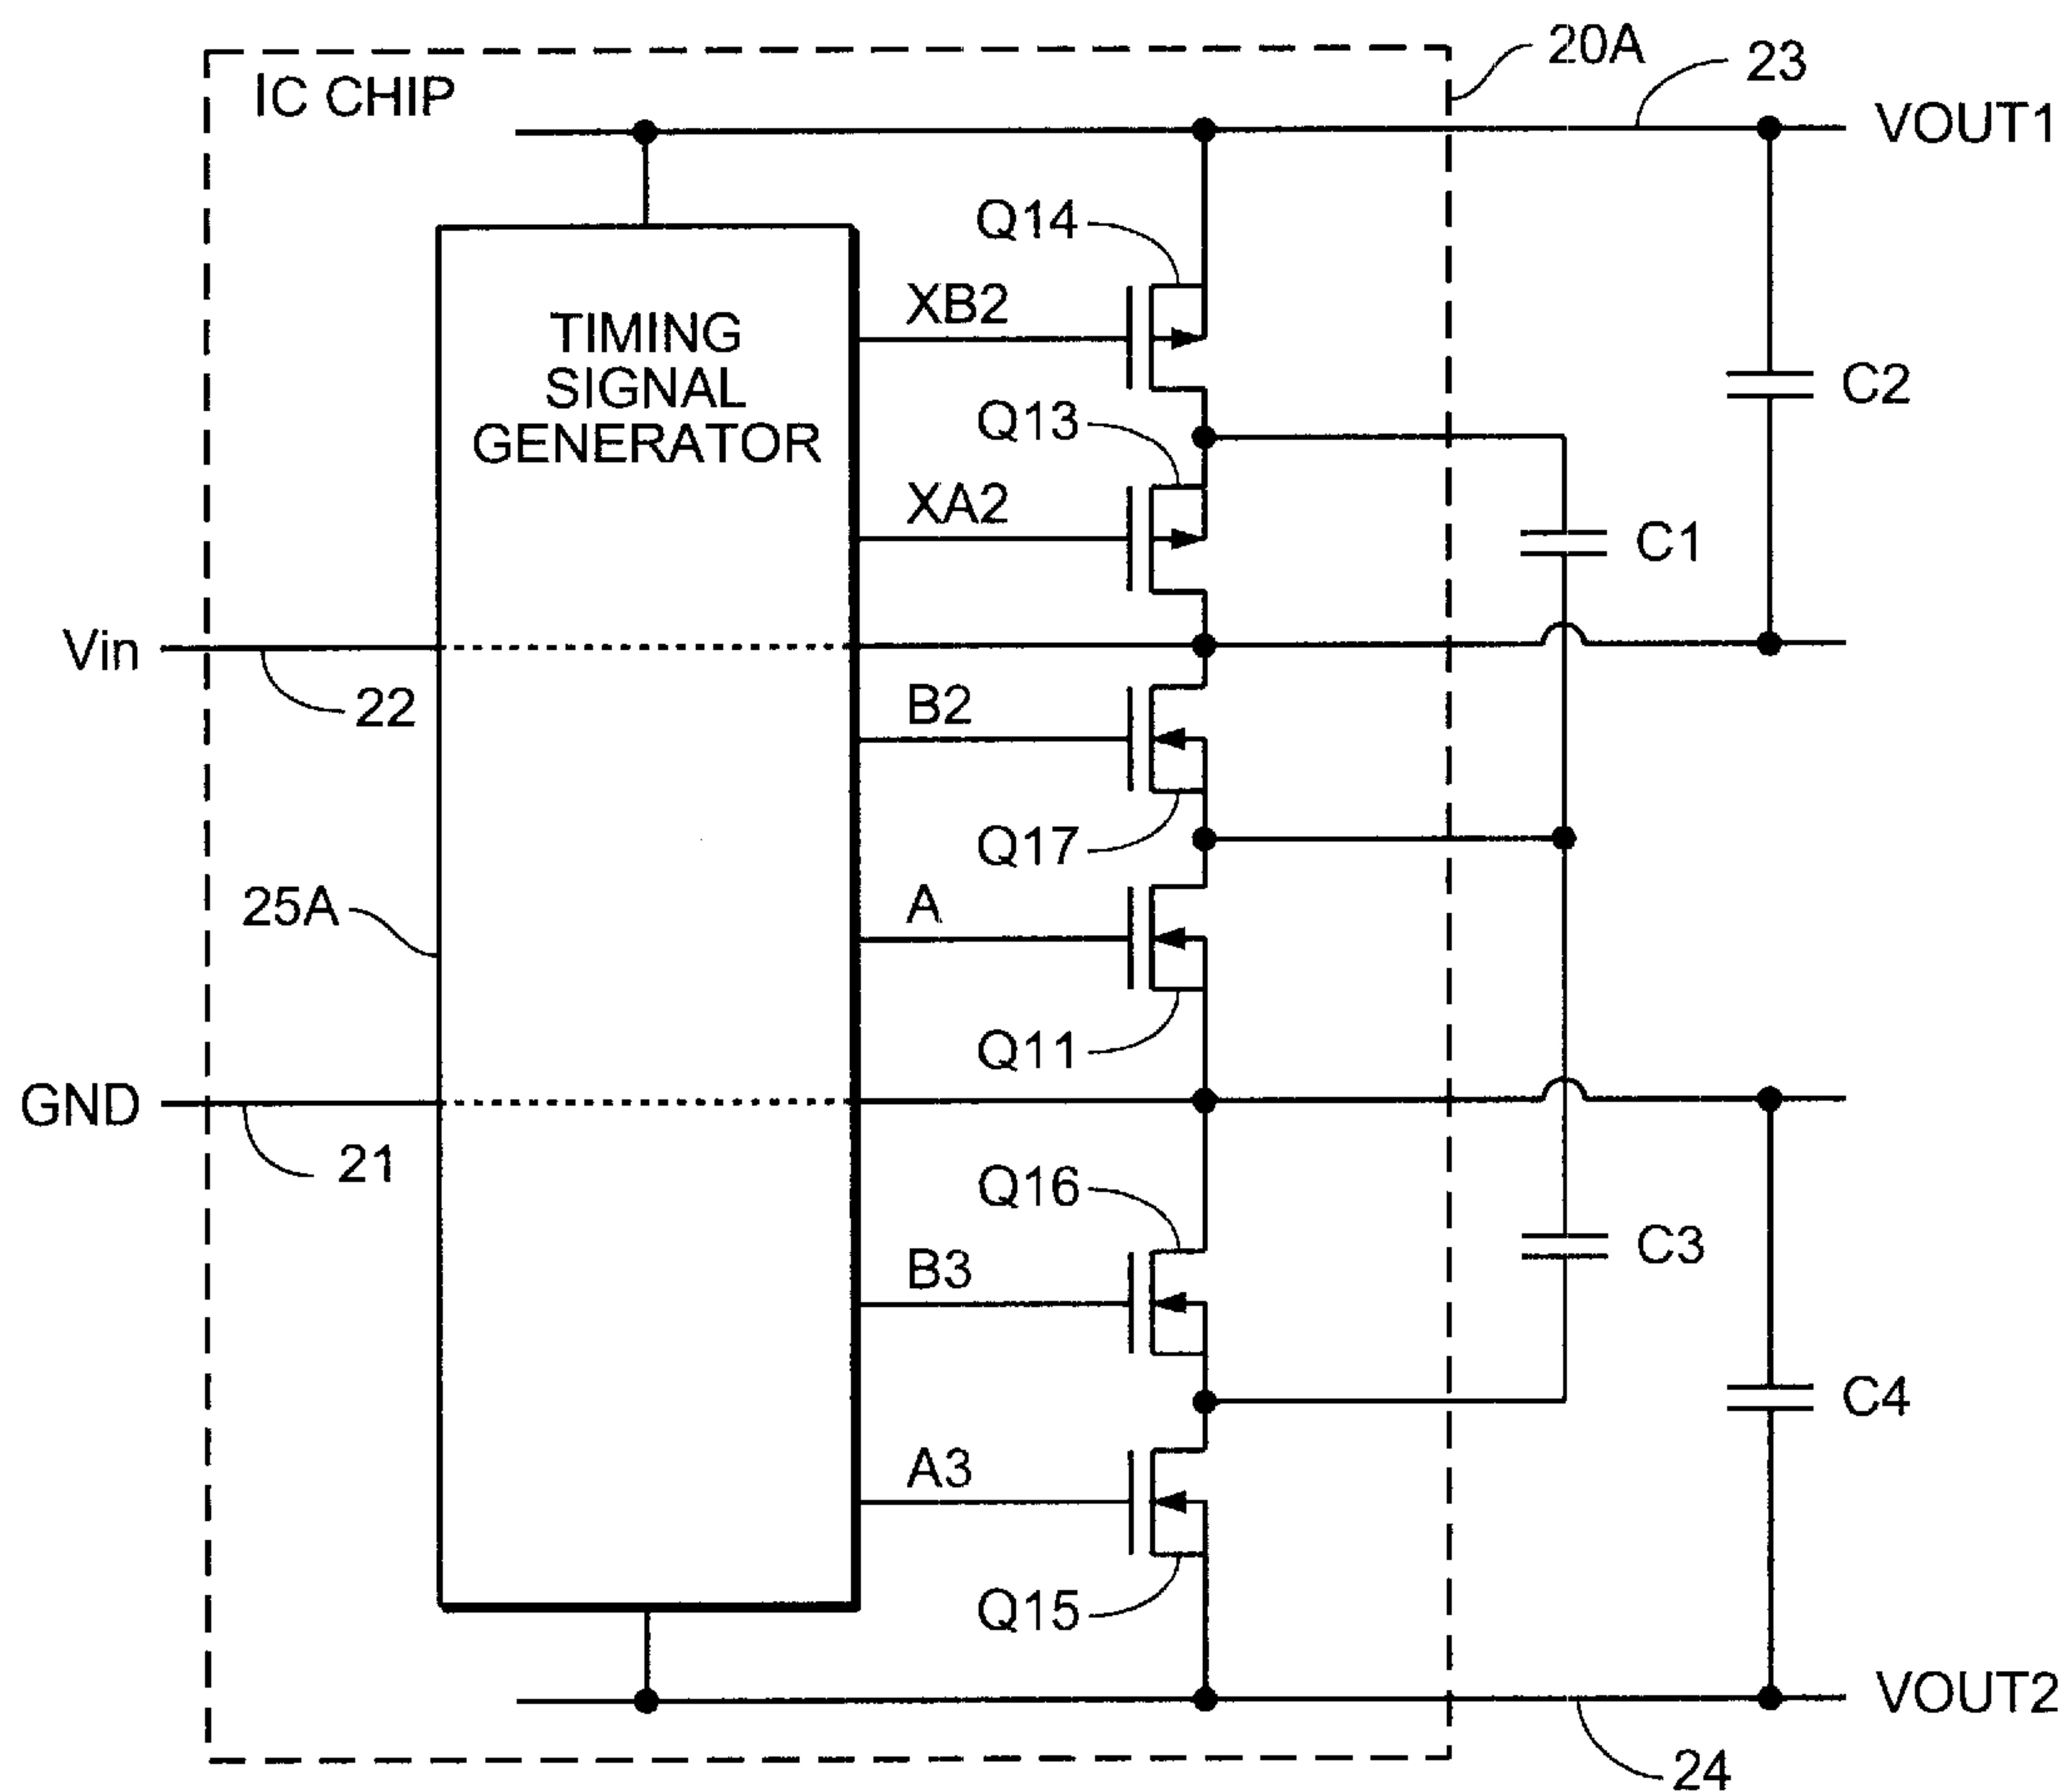 20A
23
IC CHIP
VOUT1
Q14
XB2
TIMING
SIGNAL
GENERATOR
C2
Q13
XA2
C1
Vin
22
B2
Q17
25A
A
Q11
GND
21
Q16
B3
C3
C4
A3
Q15
VOUT2
24